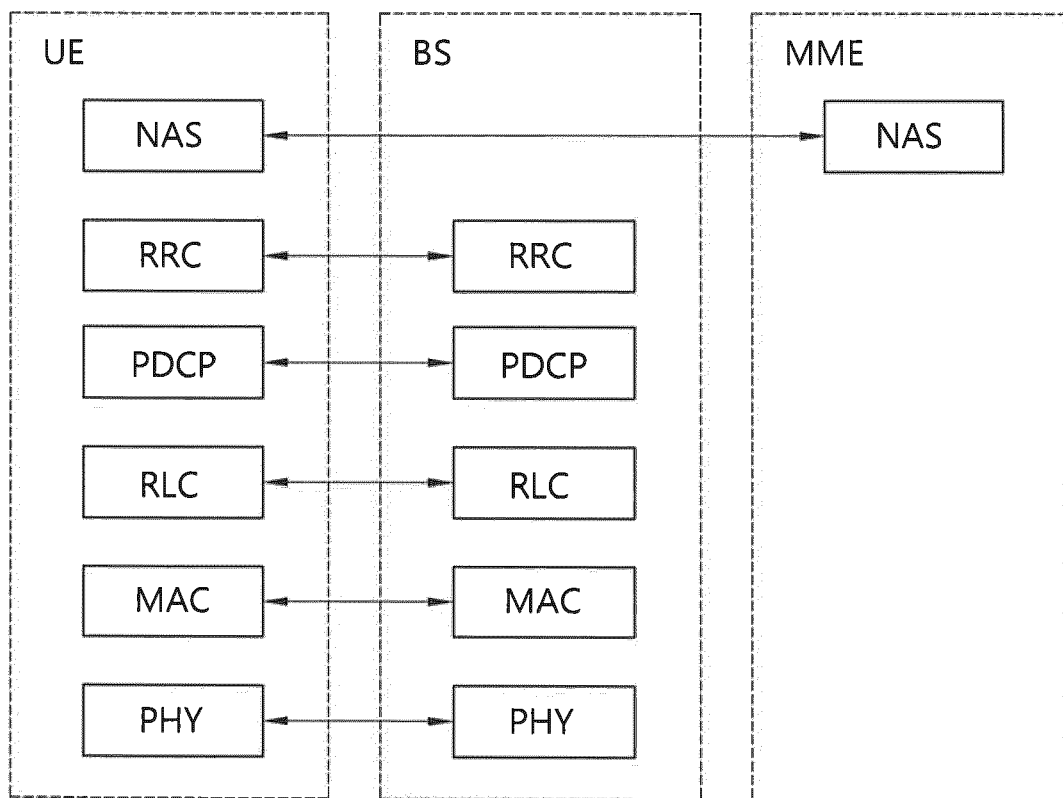 UE
BS
MME
NAS
NAS
RRC
RRC
PDCP
PDCP
RLC
RLC
MAC
MAC
PHY
PHY